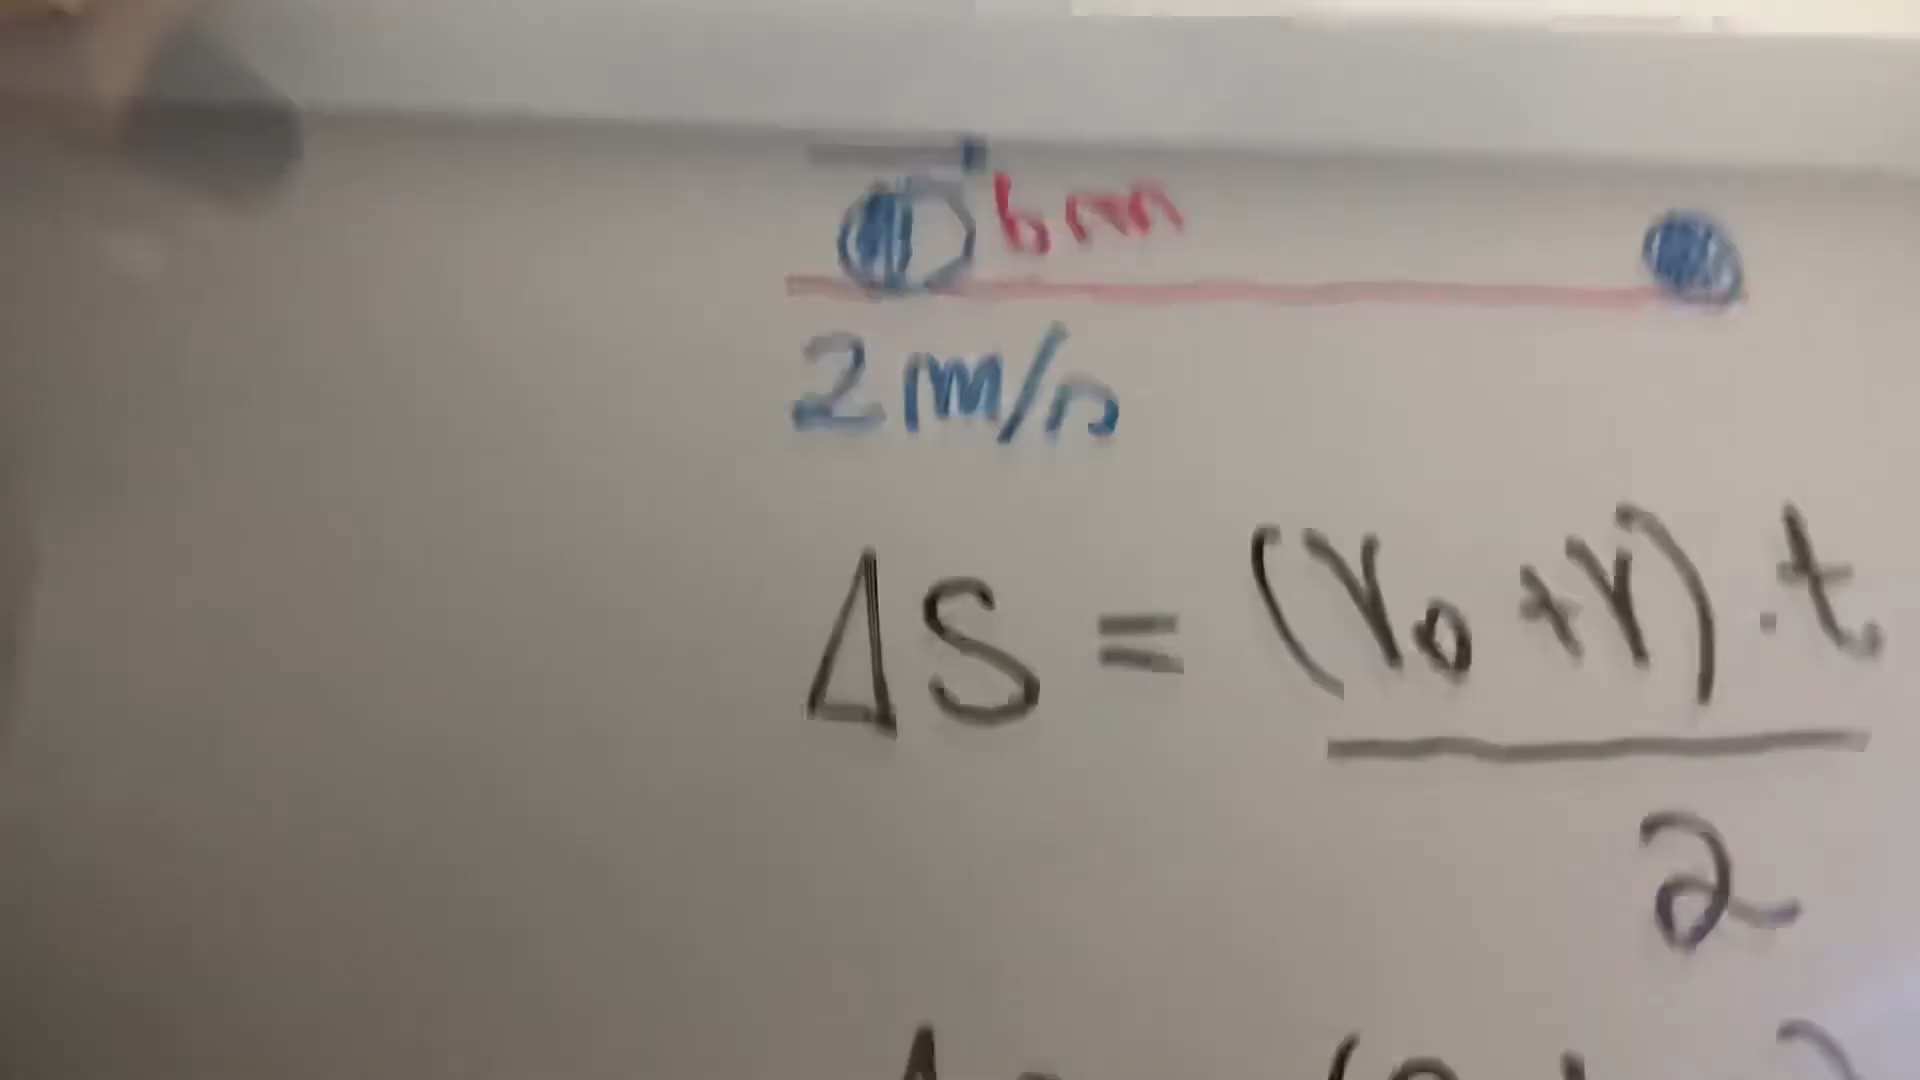 6m
2m/s
ΔS = (V₀ + V) . t
2